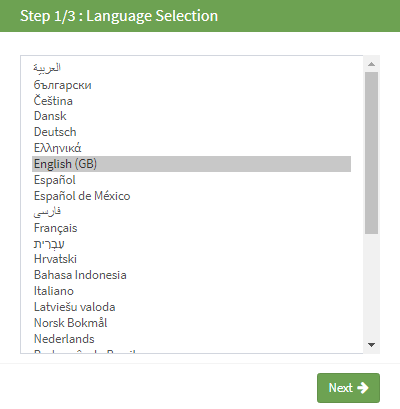 Step 1/3 : Language Selection
العربية
български
Čeština
Dansk
Deutsch
Ελληνικά
English (GB)
Español
Español de México
فارسی
Français
עִבְרִית
Hrvatski
Bahasa Indonesia
Italiano
Latviešu valoda
Norsk Bokmål
Nederlands
Next